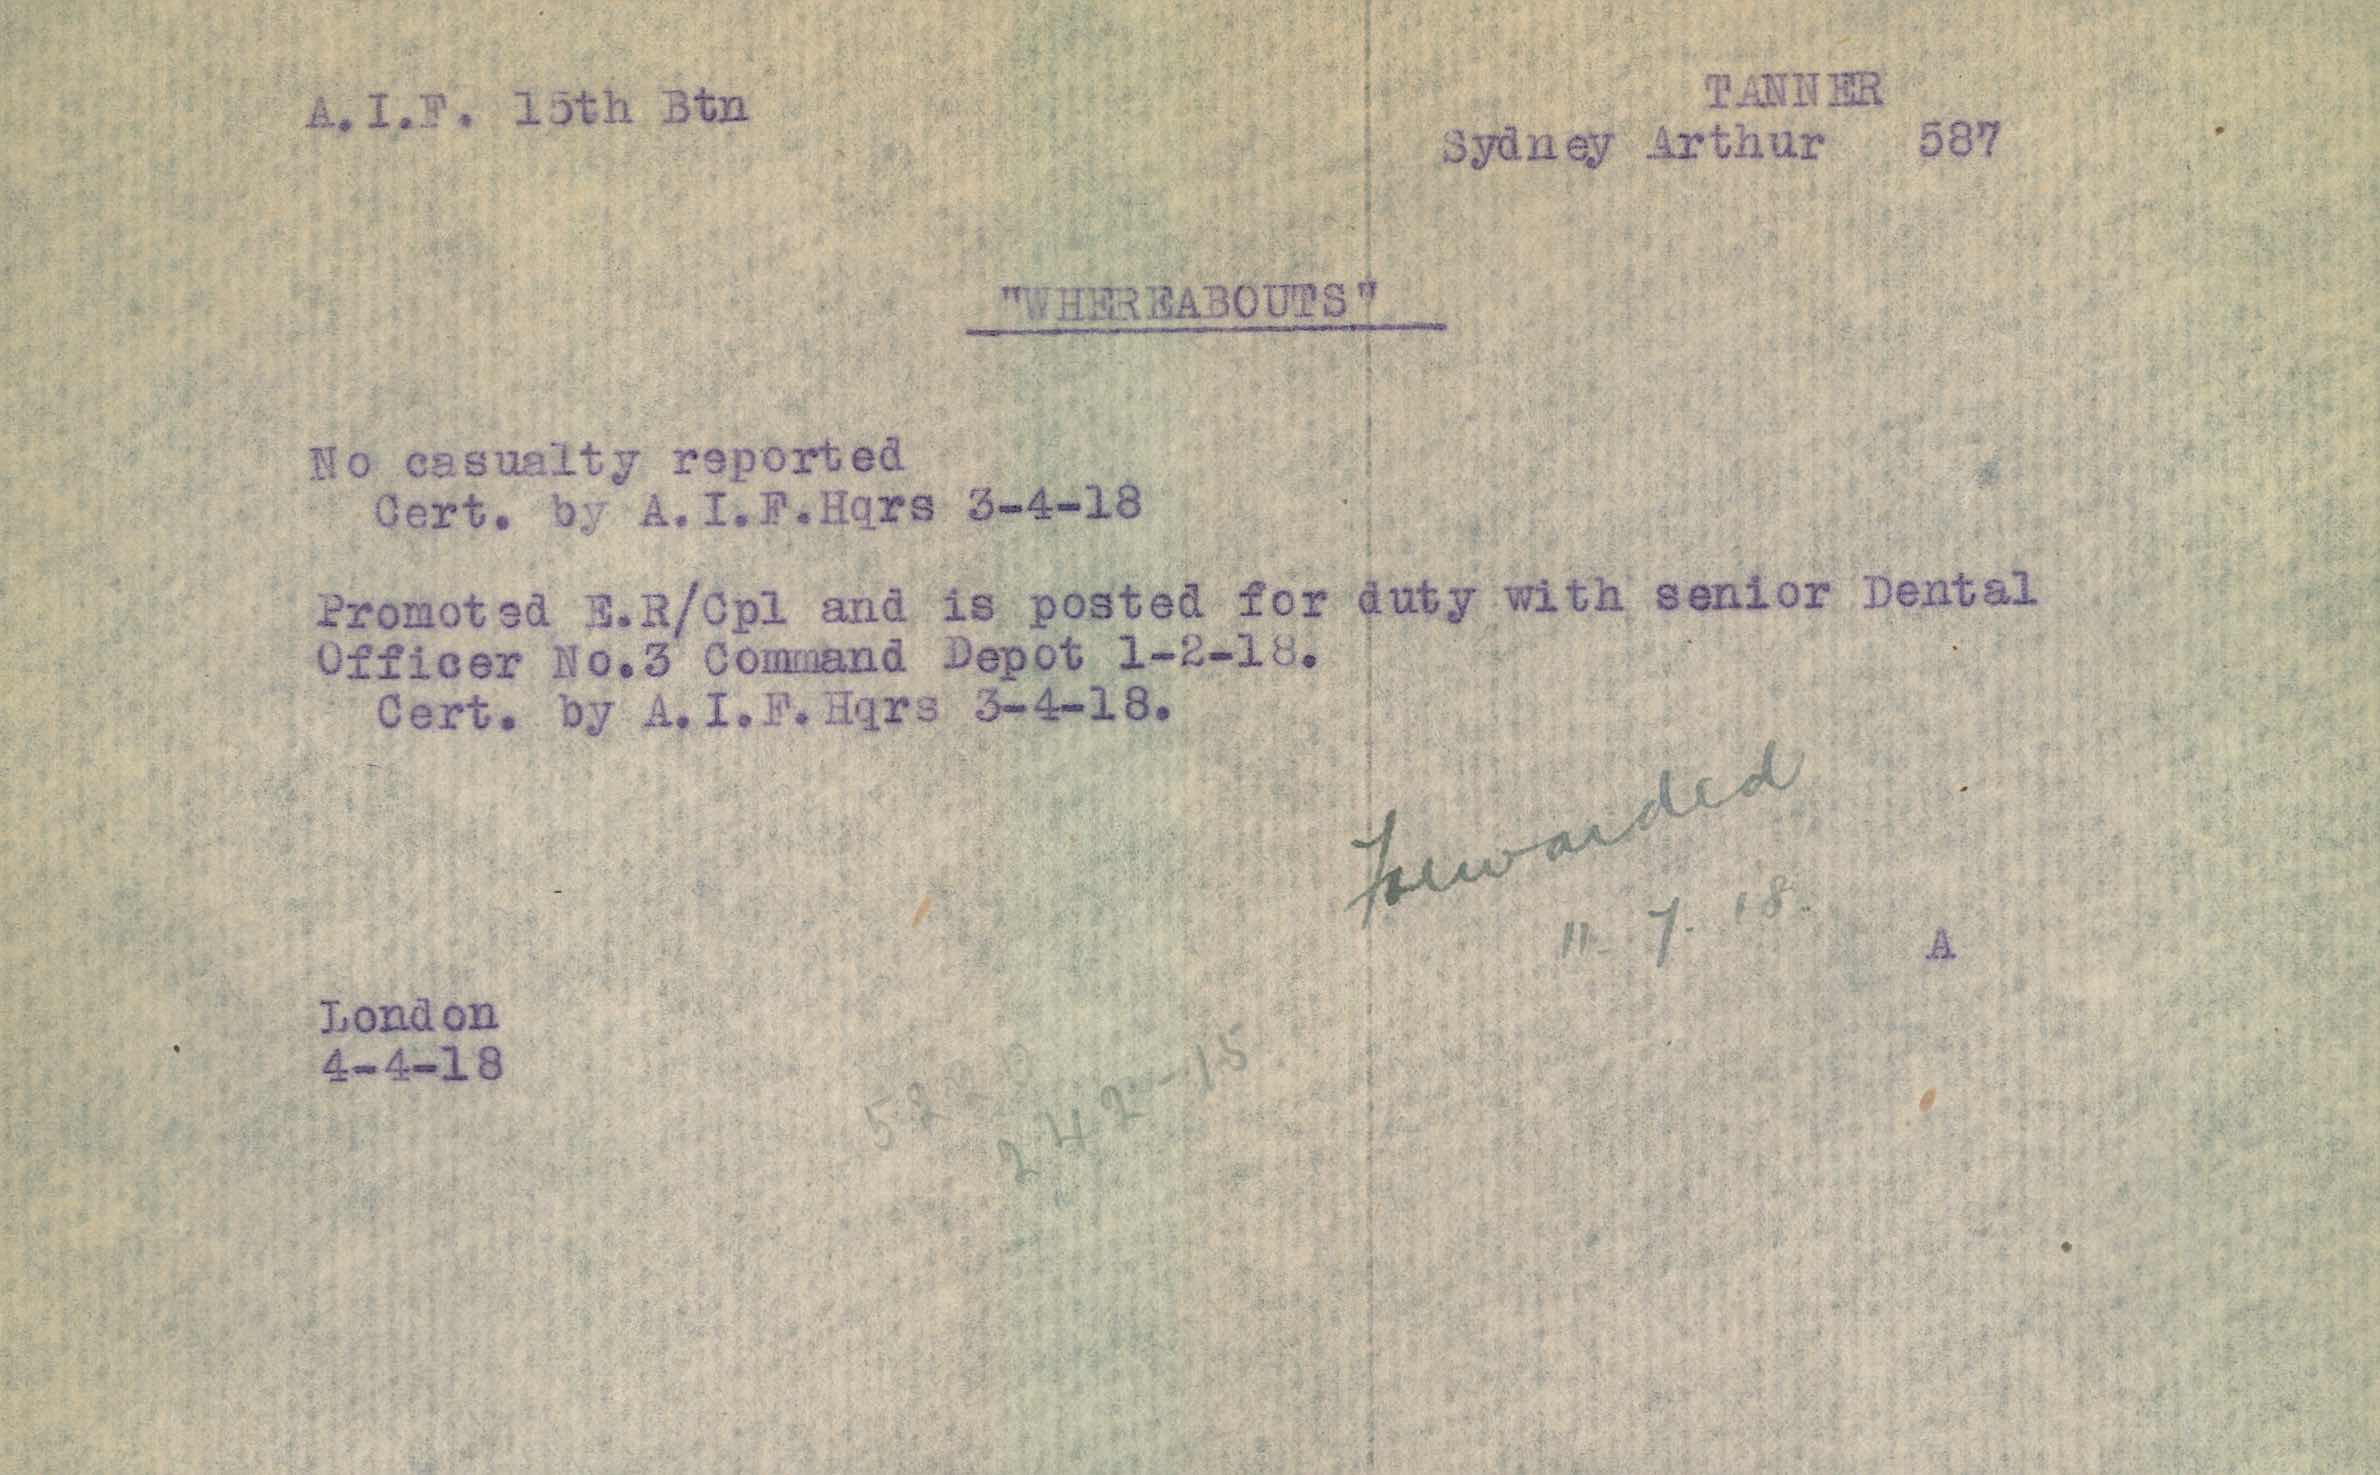 A.I.F. 15th Btn
TANNER
Sydney Arthur 587
"WHEREABOUTS"
No casualty reported
Cert. by A.I.F.Hqrs 3-4-18
Promoted E.R/Cpl and is posted for duty with senior Dental
Officer No.3 Command Depot 1-2-18.
Cert. by A.I.F.Hqrs 3-4-18.
Forwarded
11. 7. 18.
A
London
4-4-18
242-15